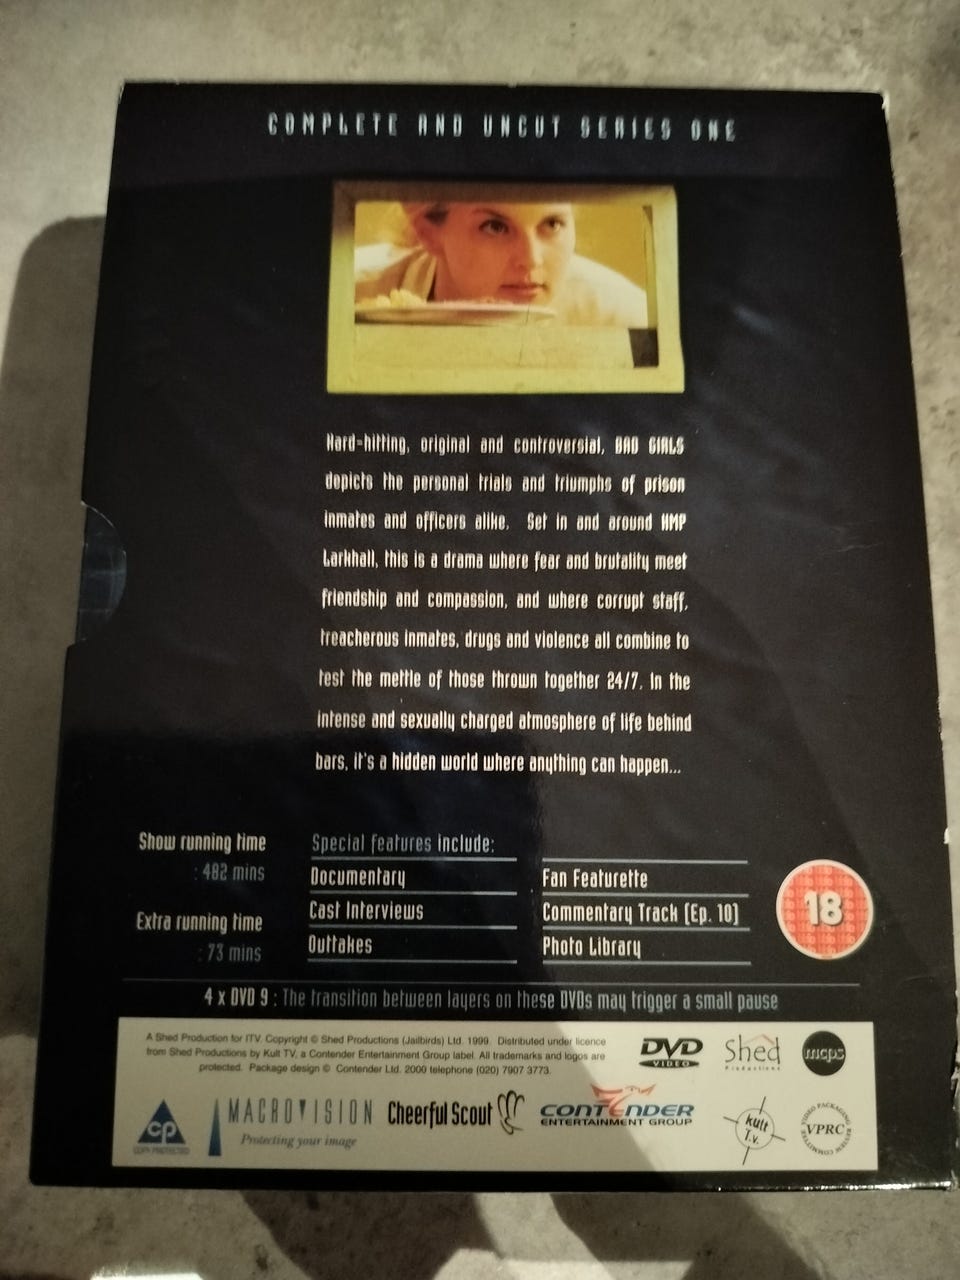 COMPLETE AND UNCUT SERIES ONE
Hard-hitting, original and controversial, BAD GIRLS
depicts the personal trials and triumphs of prison
inmates and officers alike. Set in and around HMP
Larkhall, this is a drama where fear and brutality meet
friendship and compassion, and where corrupt staff,
treacherous inmates, drugs and violence all combine to
test the mettle of those thrown together 24/7. In the
intense and sexually charged atmosphere of life behind
bars, it's a hidden world where anything can happen...
Show running time
: 482 mins
Extra running time
: 73 mins
Special features include:
Documentary
Cast Interviews
Outtakes
Fan Featurette
Commentary Track [Ep. 10]
Photo Library
18
4 x DVD 9 : The transition between layers on these DVDs may trigger a small pause
A Shed Production for ITV. Copyright © Shed Productions (Jailbirds) Ltd. 1999. Distributed under licence
from Shed Productions by Kult TV, a Contender Entertainment Group label. All trademarks and logos are
protected. Package design © Contender Ltd. 2000 telephone (020) 7907 3773.
DVD
VIDEO
Shed
Productions
mcps
CP
COPY PROTECTED
MACROVISION
Protecting your image
Cheerful Scout
CONTENDER
ENTERTAINMENT GROUP
kult
T.v.
VIDEO PACKAGING REVIEW COMMITTEE
VPRC